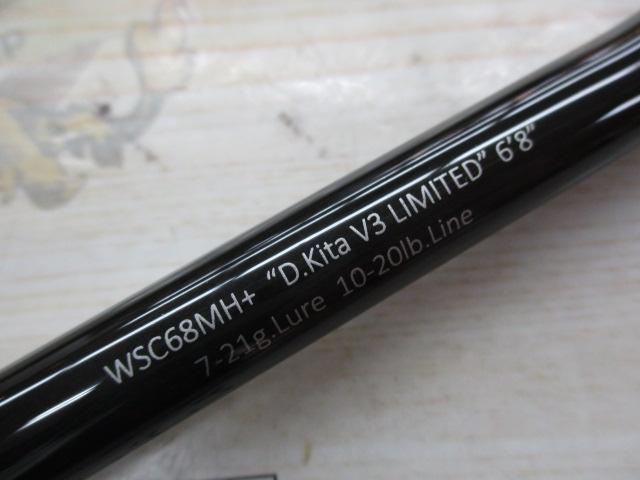 WSC68MH+ “D.Kita V3 LIMITED” 6’8”
7-21g.Lure 10-20lb.Line